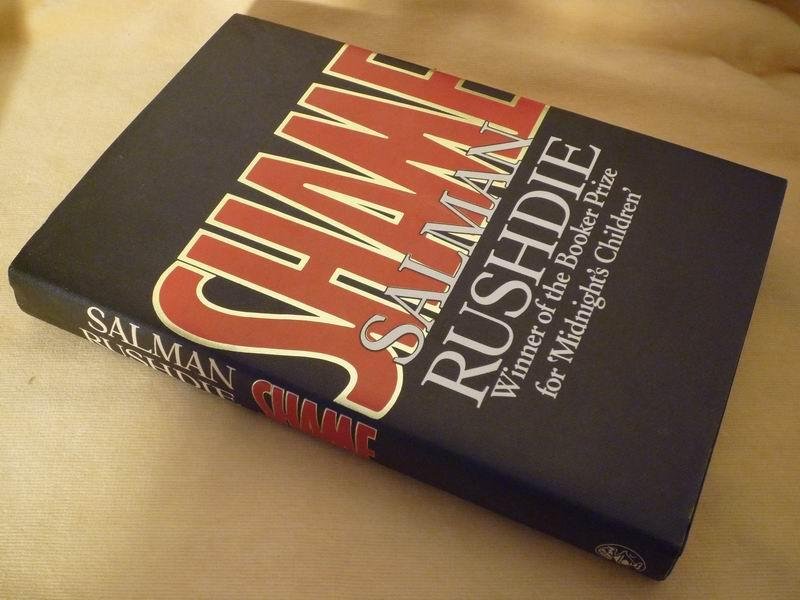 SHAME
SALMAN
RUSHDIE
Winner of the Booker Prize
for 'Midnight's Children'
SALMAN
RUSHDIE
SHAME